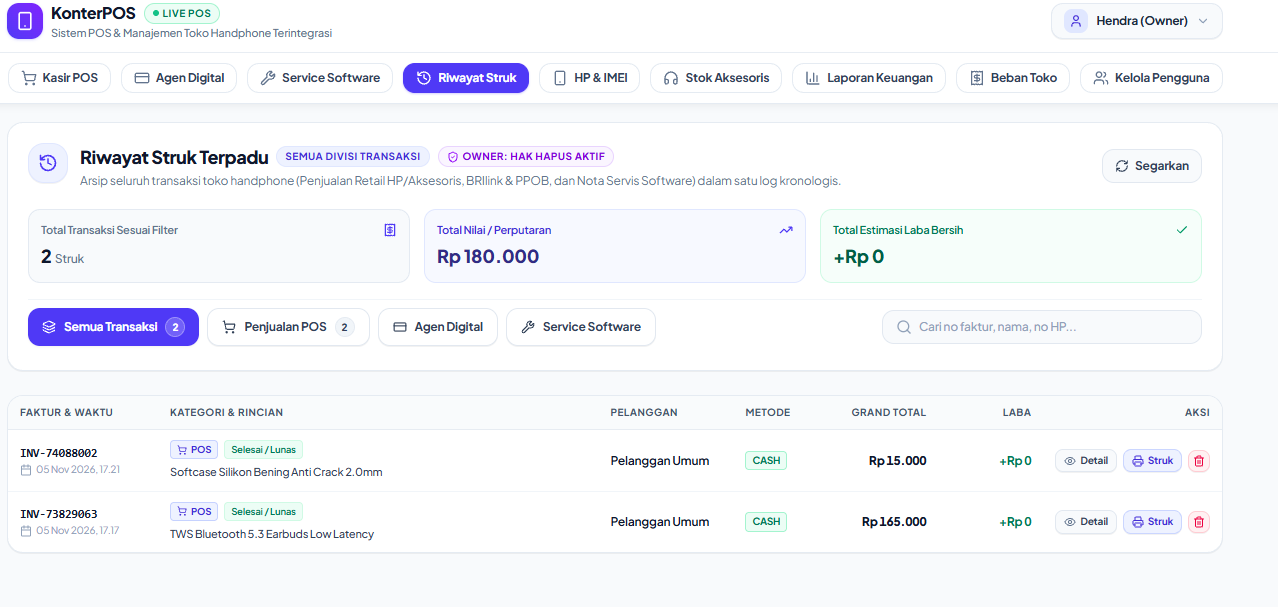 KonterPOS
LIVE POS
Sistem POS & Manajemen Toko Handphone Terintegrasi
Hendra (Owner)
Kasir POS
Agen Digital
Service Software
Riwayat Struk
HP & IMEI
Stok Aksesoris
Laporan Keuangan
Beban Toko
Kelola Pengguna
Riwayat Struk Terpadu
SEMUA DIVISI TRANSAKSI
OWNER: HAK HAPUS AKTIF
Arsip seluruh transaksi toko handphone (Penjualan Retail HP/Aksesoris, BRIlink & PPOB, dan Nota Servis Software) dalam satu log kronologis.
Segarkan
Total Transaksi Sesuai Filter
2 Struk
Total Nilai / Perputaran
Rp 180.000
Total Estimasi Laba Bersih
+Rp 0
Semua Transaksi 2
Penjualan POS 2
Agen Digital
Service Software
Cari no faktur, nama, no HP...
FAKTUR & WAKTU
KATEGORI & RINCIAN
PELANGGAN
METODE
GRAND TOTAL
LABA
AKSI
INV-74088002
05 Nov 2026, 17.21
POS
Selesai / Lunas
Softcase Silikon Bening Anti Crack 2.0mm
Pelanggan Umum
CASH
Rp 15.000
+Rp 0
Detail
Struk
INV-73829063
05 Nov 2026, 17.17
POS
Selesai / Lunas
TWS Bluetooth 5.3 Earbuds Low Latency
Pelanggan Umum
CASH
Rp 165.000
+Rp 0
Detail
Struk